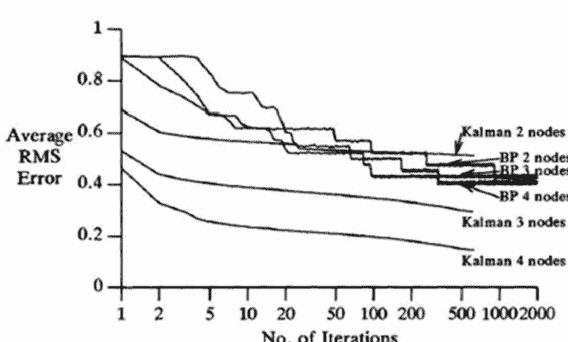 1
0.8
Average
RMS
Error
0.6
0.4
0.2
0
Kalman 2 nodes
BP 2 nodes
BP 3 nodes
BP 4 nodes
Kalman 3 nodes
Kalman 4 nodes
1 2 5 10 20 50 100 200 500 1000 2000
No. of Iterations